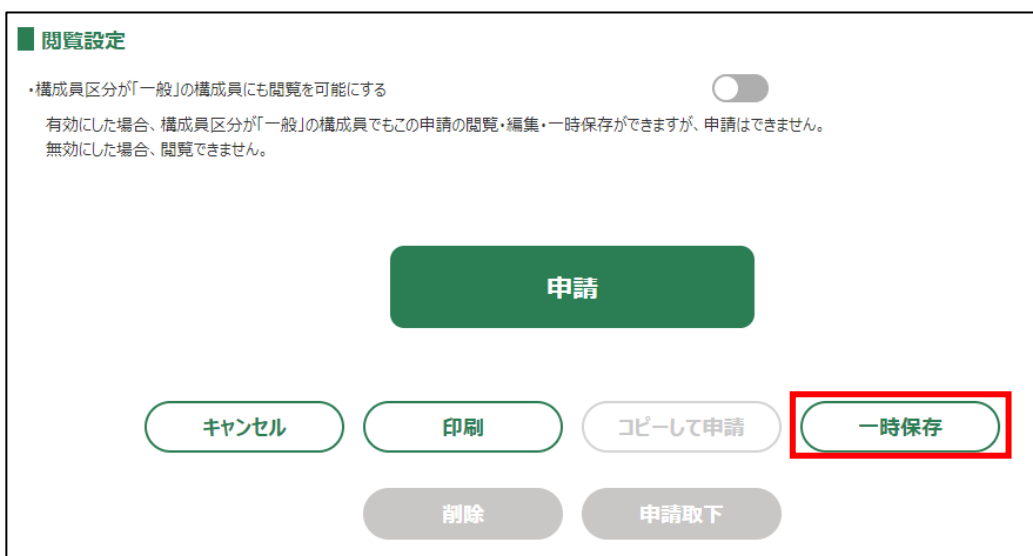 閲覧設定
・構成員区分が「一般」の構成員にも閲覧を可能にする
有効にした場合、構成員区分が「一般」の構成員でもこの申請の閲覧・編集・一時保存ができますが、申請はできません。
無効にした場合、閲覧できません。
申請
キャンセル
印刷
コピーして申請
一時保存
削除
申請取下